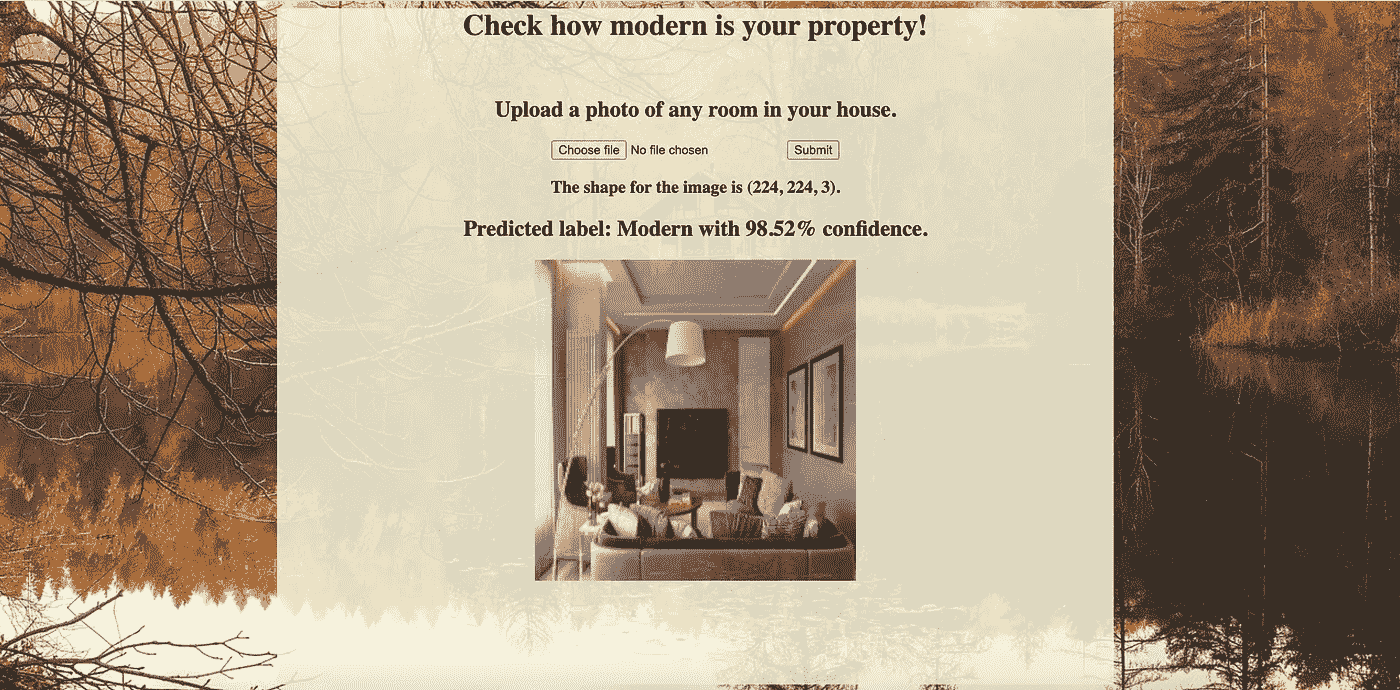 Check how modern is your property!
Upload a photo of any room in your house.
Choose file No file chosen Submit
The shape for the image is (224, 224, 3).
Predicted label: Modern with 98.52% confidence.